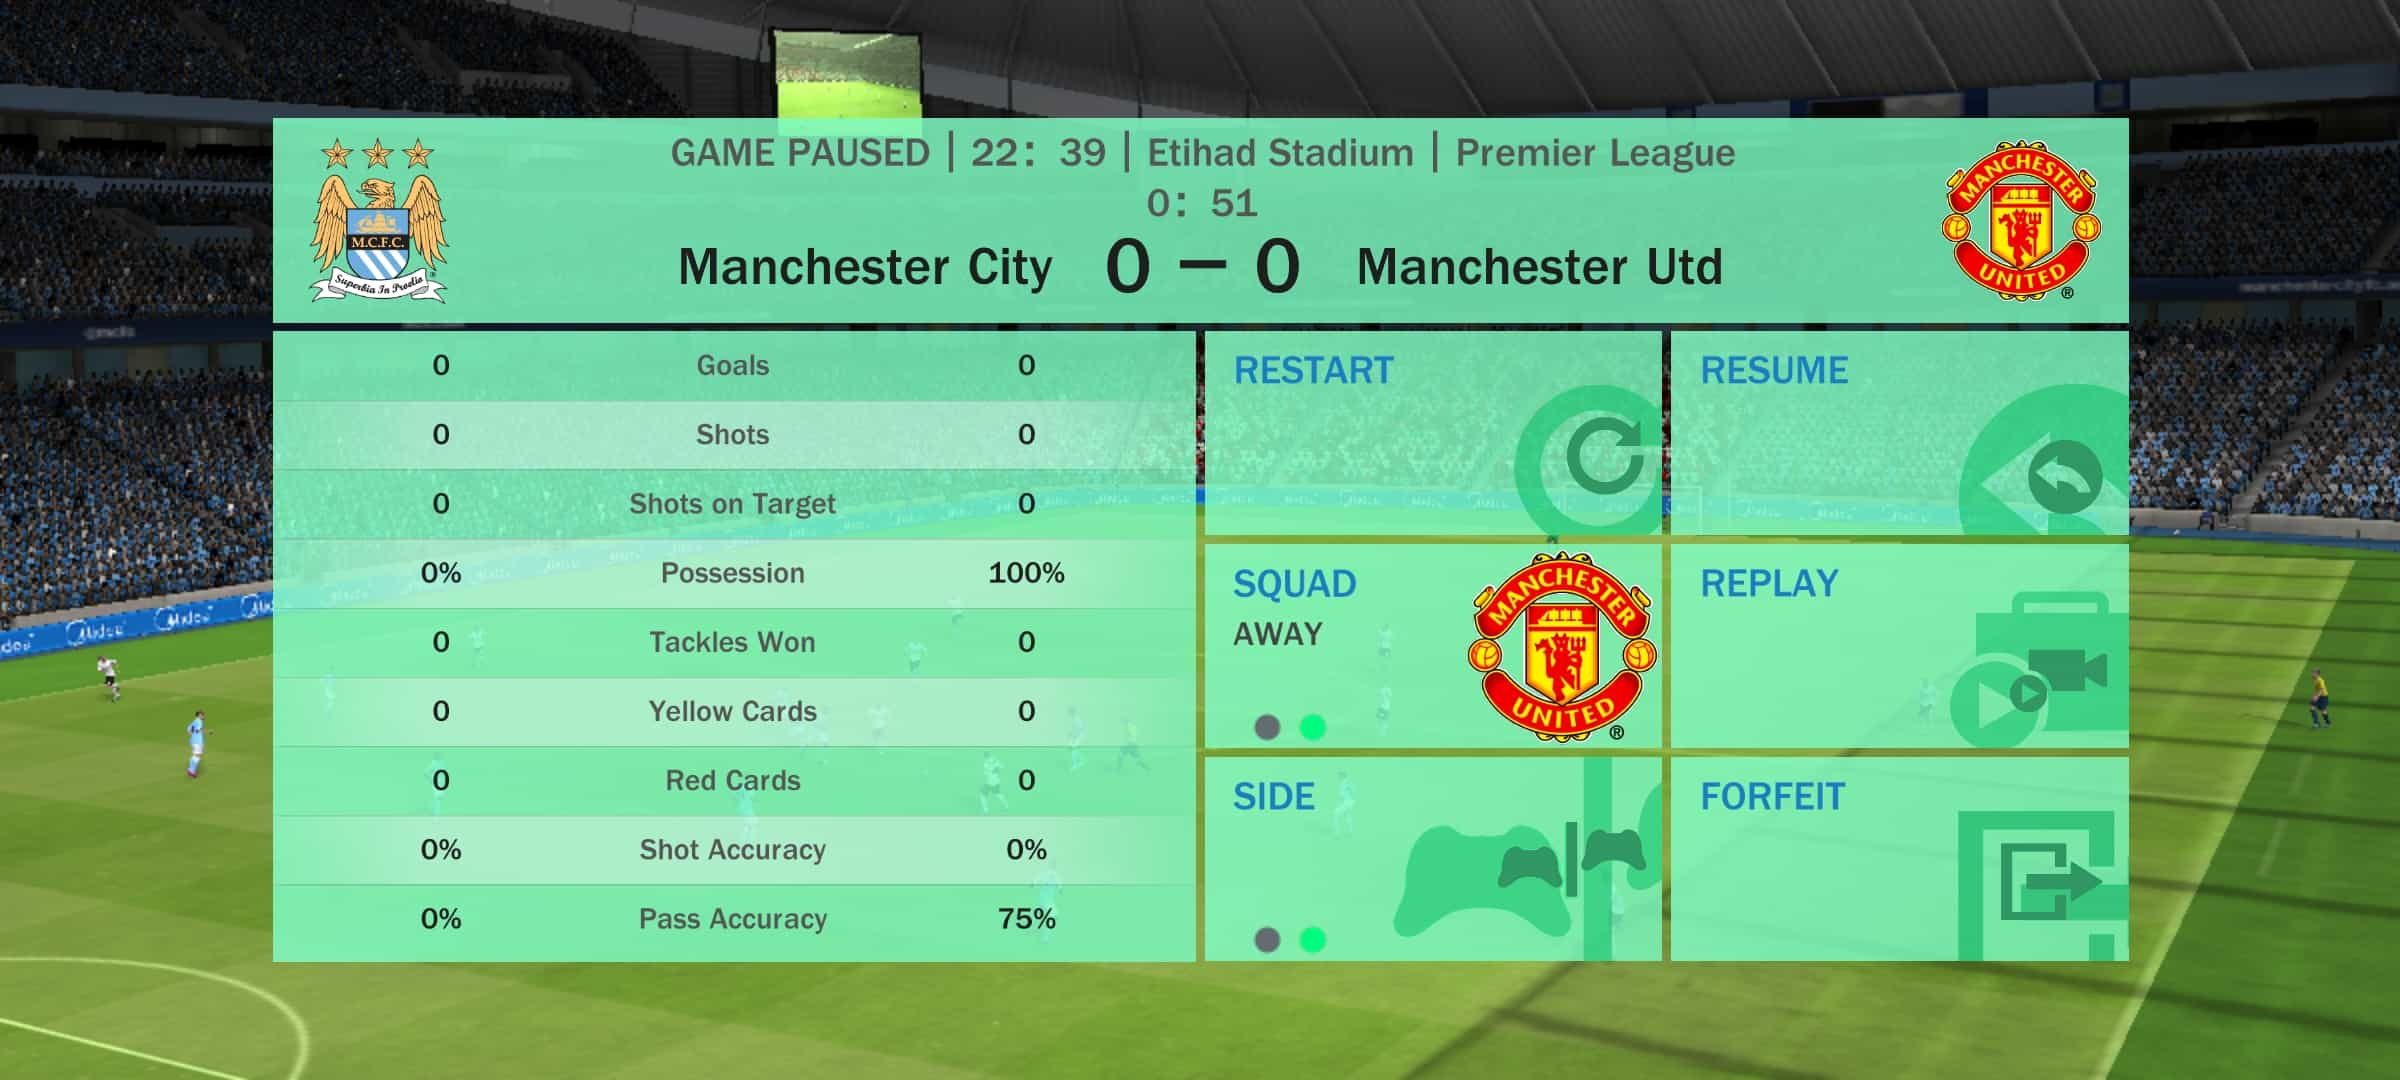 GAME PAUSED | 22: 39 | Etihad Stadium | Premier League
0: 51
Manchester City 0 – 0 Manchester Utd
M.C.F.C.
Superbia In Proelia
MANCHESTER
UNITED
®
0 Goals 0
0 Shots 0
0 Shots on Target 0
0% Possession 100%
0 Tackles Won 0
0 Yellow Cards 0
0 Red Cards 0
0% Shot Accuracy 0%
0% Pass Accuracy 75%
RESTART
RESUME
SQUAD
AWAY
MANCHESTER
UNITED
®
REPLAY
SIDE
FORFEIT
Midea
Midea